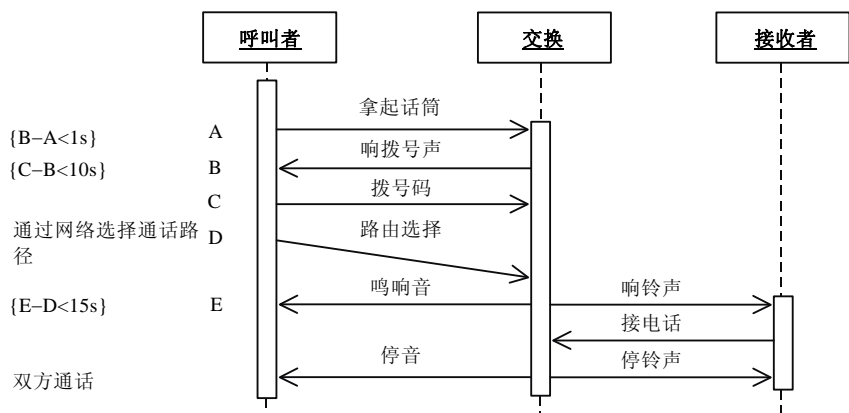 呼叫者
交换
接收者
拿起话筒
{B–A<1s}
A
响拨号声
{C–B<10s}
B
拨号码
C
通过网络选择通话路
径
D
路由选择
鸣响音
响铃声
{E–D<15s}
E
接电话
停音
停铃声
双方通话